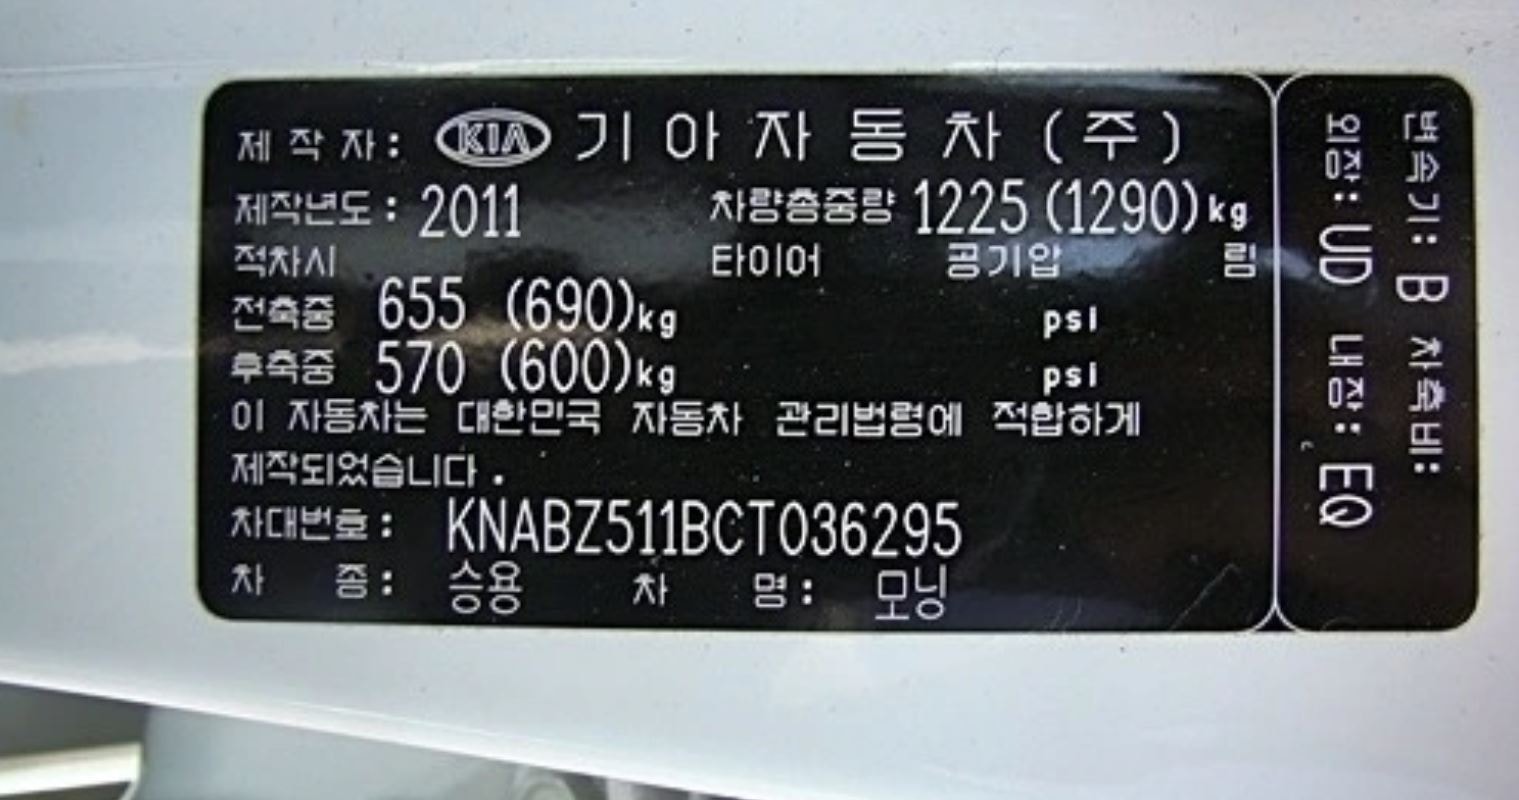 제 작 자 : KIA 기 아 자 동 차 ( 주 )
제작년도 : 2011 차량총중량 1225 (1290) kg
적차시 타이어 공기압 림
전축중 655 (690)kg psi
후축중 570 (600)kg psi
이 자동차는 대한민국 자동차 관리법령에 적합하게
제작되었습니다 .
차대번호 : KNABZ511BCT036295
차 종 : 승용 차 명 : 모닝
변속기: B 차축비:
외장: UD 내장: EQ